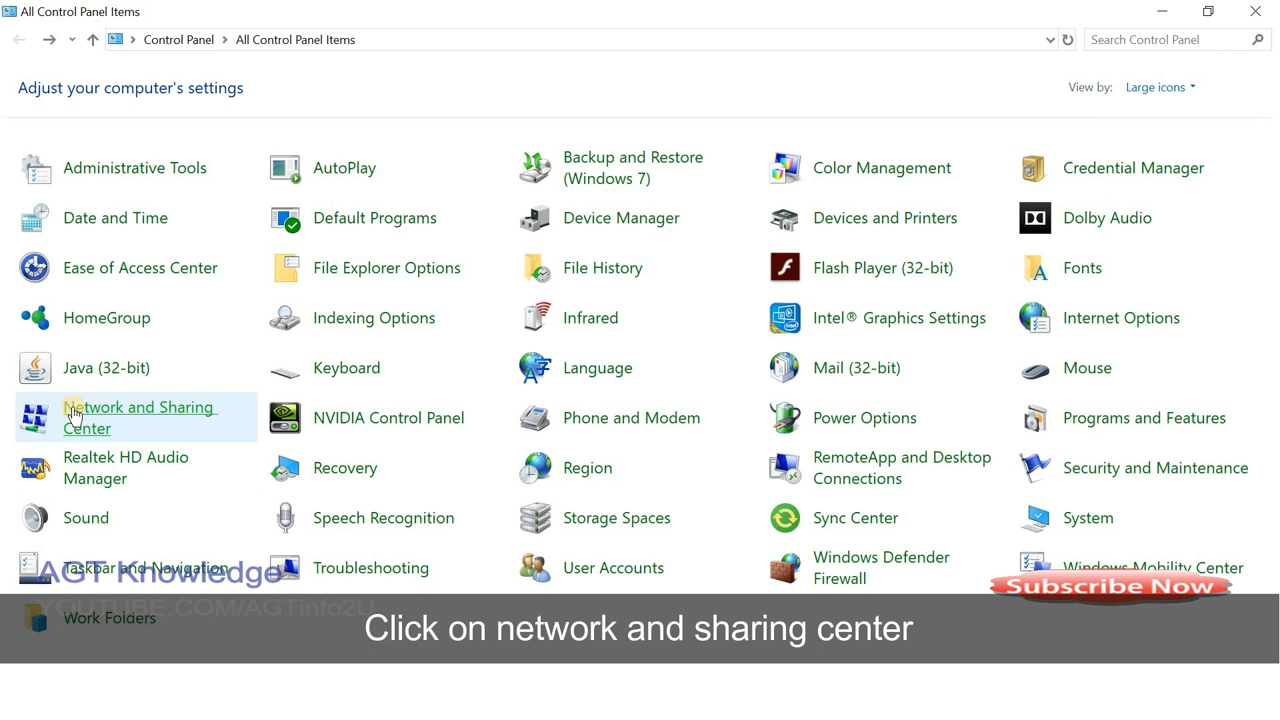 All Control Panel Items
Control Panel
All Control Panel Items
Search Control Panel
Adjust your computer's settings
View by:
Large icons
Administrative Tools
AutoPlay
Backup and Restore
(Windows 7)
Color Management
Credential Manager
Date and Time
Default Programs
Device Manager
Devices and Printers
Dolby Audio
Ease of Access Center
File Explorer Options
File History
Flash Player (32-bit)
Fonts
HomeGroup
Indexing Options
Infrared
Intel® Graphics Settings
Internet Options
Java (32-bit)
Keyboard
Language
Mail (32-bit)
Mouse
Network and Sharing
Center
NVIDIA Control Panel
Phone and Modem
Power Options
Programs and Features
Realtek HD Audio
Manager
Recovery
Region
RemoteApp and Desktop
Connections
Security and Maintenance
Sound
Speech Recognition
Storage Spaces
Sync Center
System
Taskbar and Navigation
AGT Knowledge
Troubleshooting
User Accounts
Windows Defender
Firewall
Windows Mobility Center
Subscribe Now
YOUTUBE.COM/AGTinfo2U
Work Folders
Click on network and sharing center